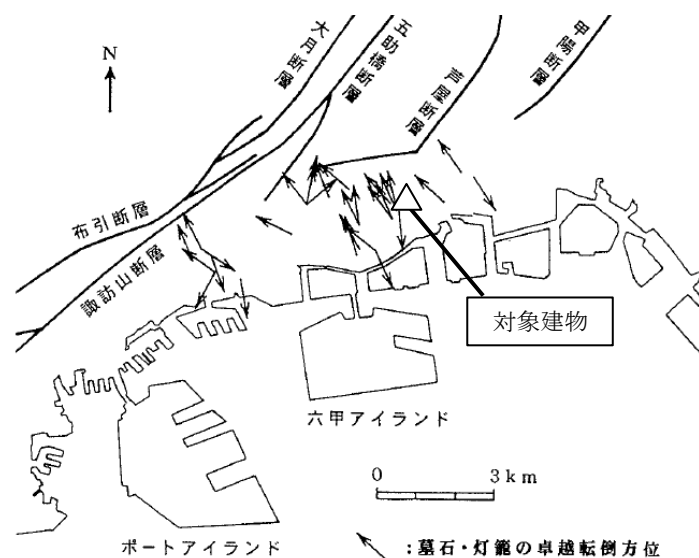 N
大月断層
五助橋断層
芦屋断層
甲陽断層
布引断層
諏訪山断層
対象建物
六甲アイランド
0 3km
ポートアイランド
:墓石・灯籠の卓越転倒方位